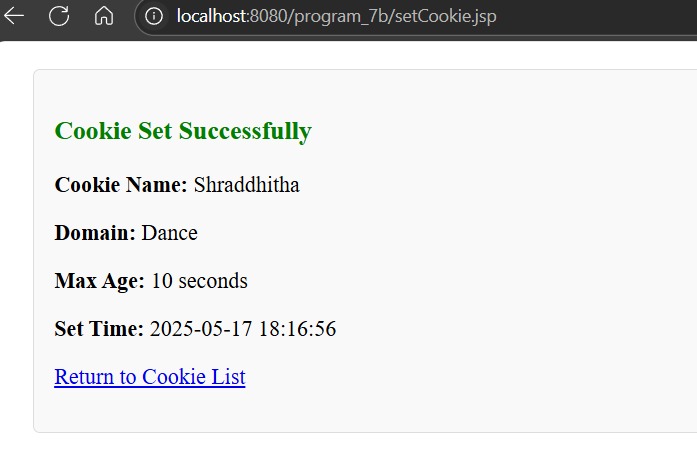 localhost:8080/program_7b/setCookie.jsp
Cookie Set Successfully
Cookie Name: Shraddhitha
Domain: Dance
Max Age: 10 seconds
Set Time: 2025-05-17 18:16:56
Return to Cookie List